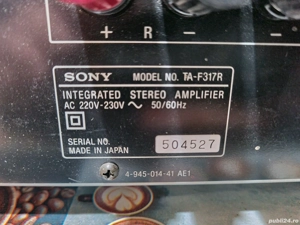 + R − −
SONY MODEL NO. TA-F317R
INTEGRATED STEREO AMPLIFIER
AC 220V-230V ~ 50/60Hz
SERIAL NO. 504527
MADE IN JAPAN
4-945-014-41 AE1
publi24.ro